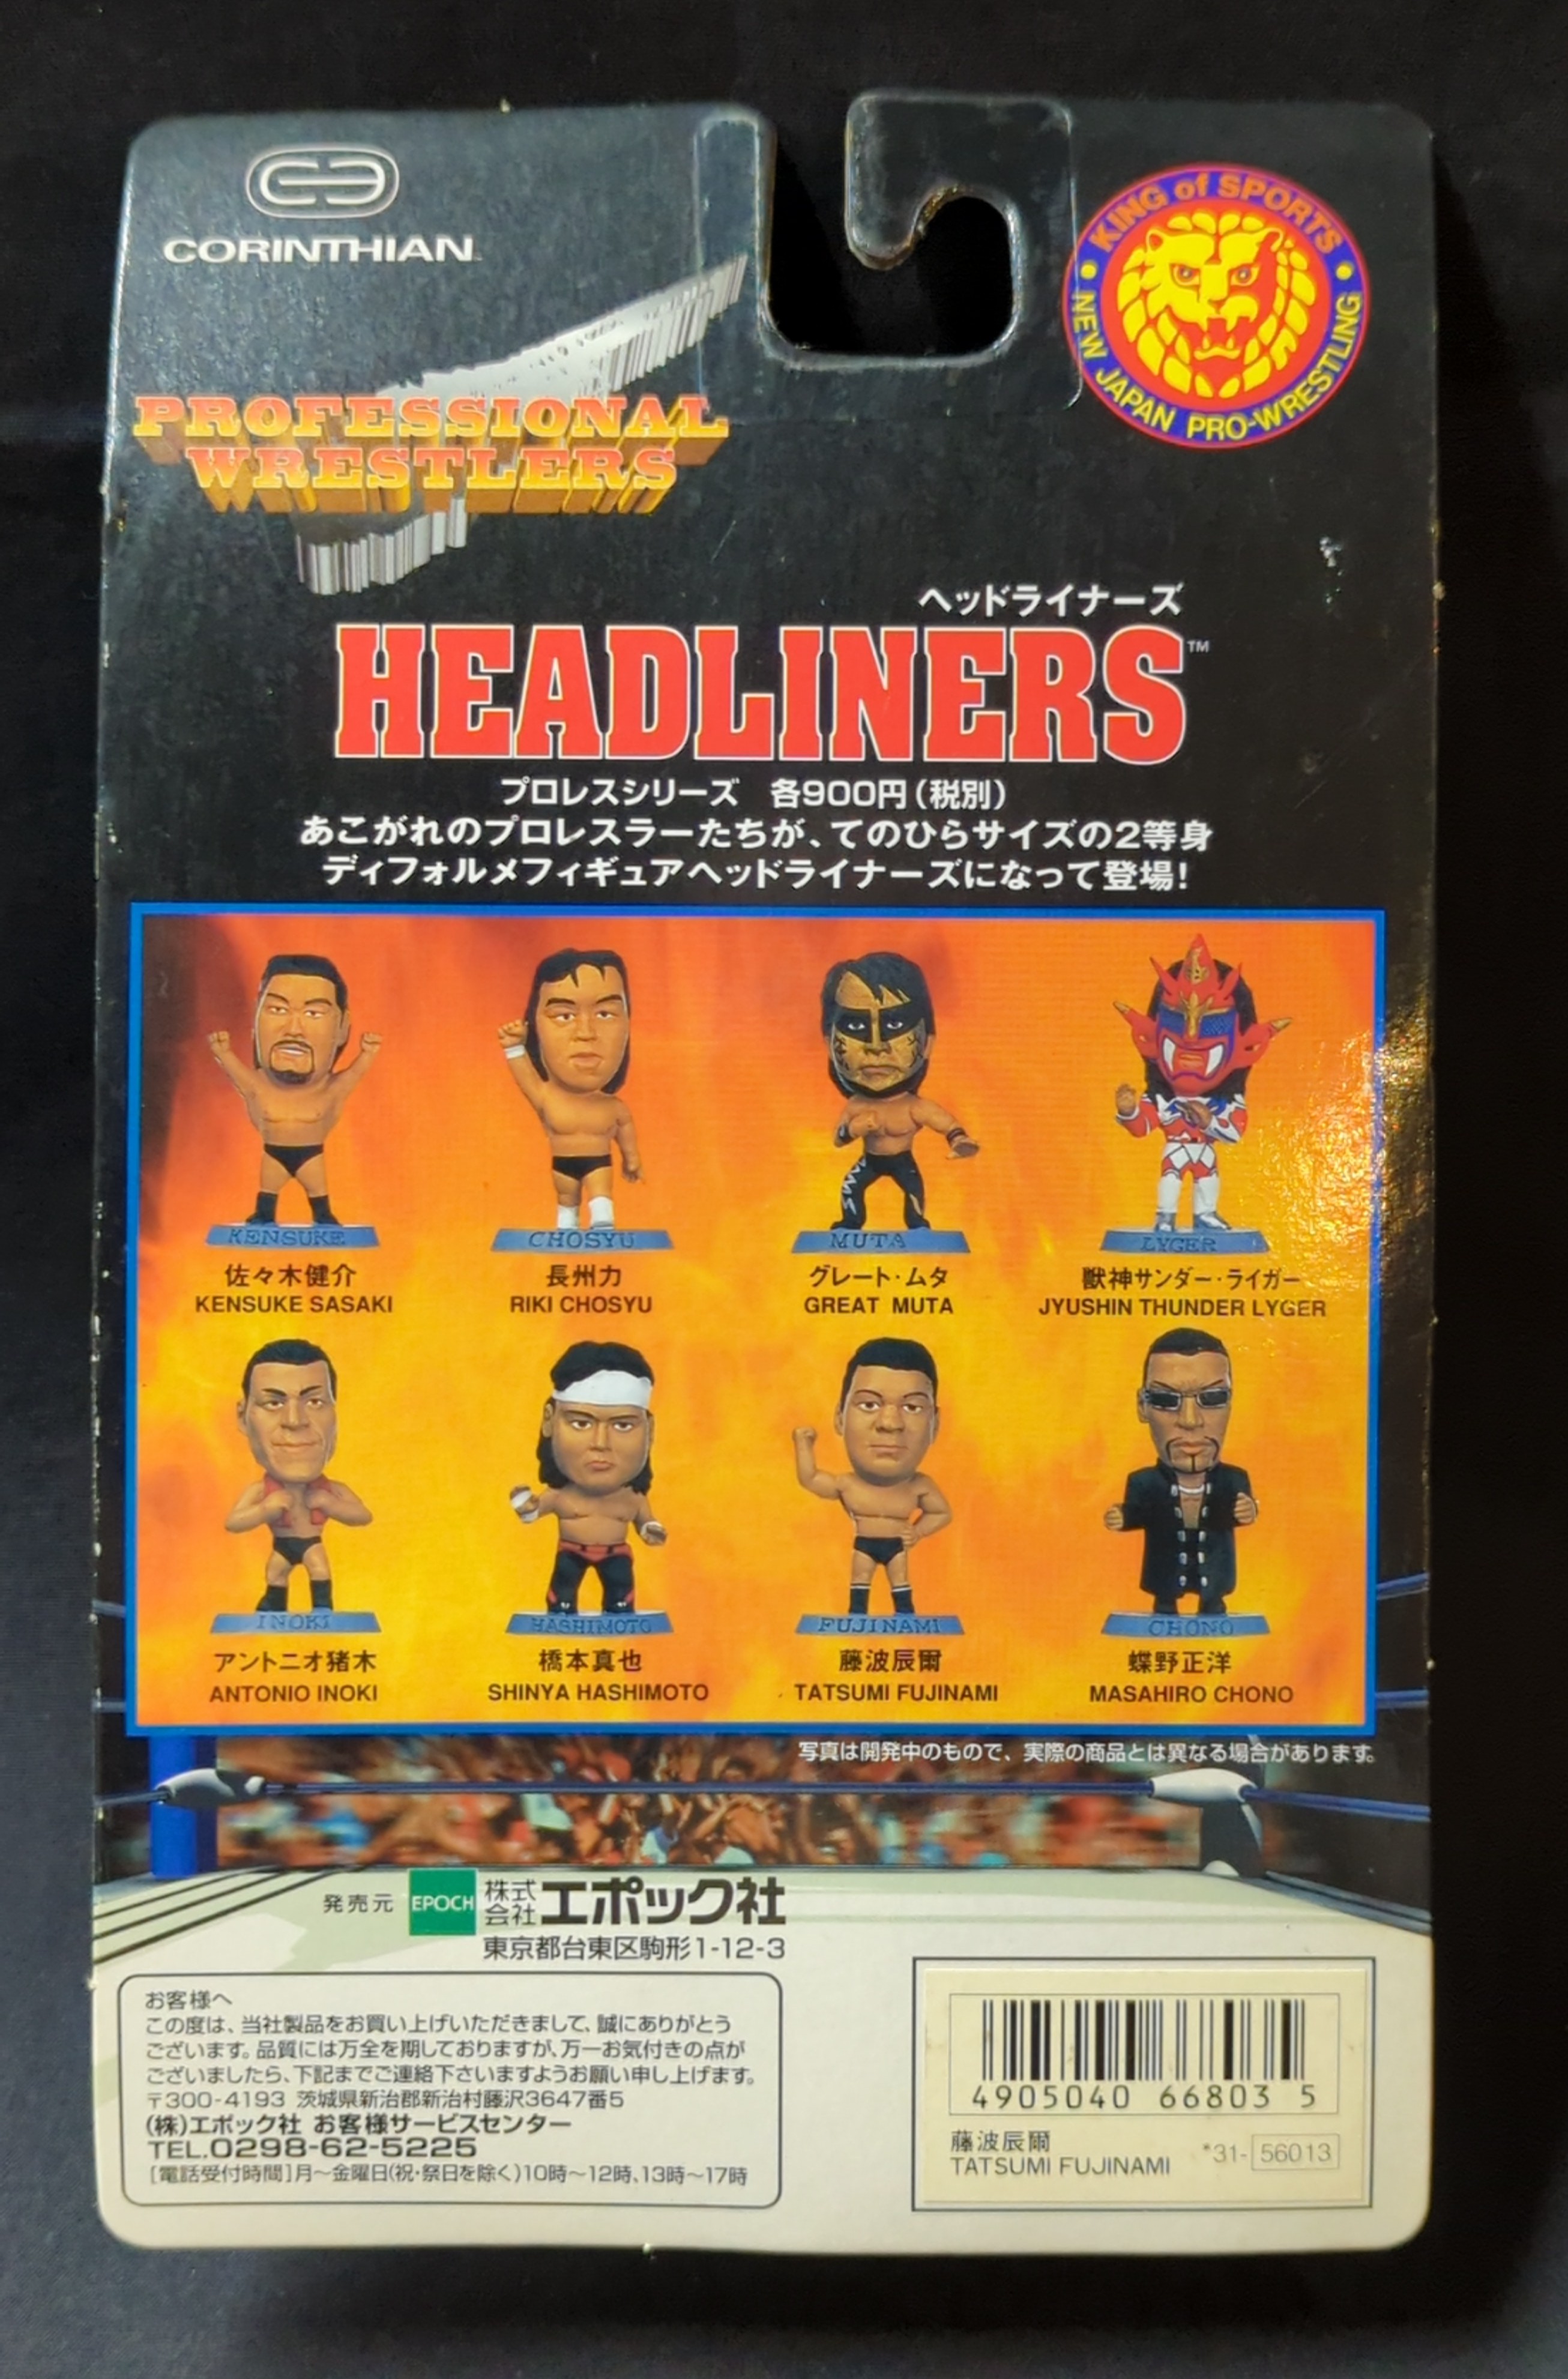 CORINTHIAN
KING of SPORTS
NEW JAPAN PRO-WRESTLING
PROFESSIONAL
WRESTLERS
ヘッドライナーズ
HEADLINERS™
プロレスシリーズ 各900円(税別)
あこがれのプロレスラーたちが、てのひらサイズの2等身
ディフォルメフィギュアヘッドライナーズになって登場!
KENSUKE
CHOSYU
MUTA
LYGER
佐々木健介
KENSUKE SASAKI
長州力
RIKI CHOSYU
グレート・ムタ
GREAT MUTA
獣神サンダー・ライガー
JYUSHIN THUNDER LYGER
INOKI
HASHIMOTO
FUJINAMI
CHONO
アントニオ猪木
ANTONIO INOKI
橋本真也
SHINYA HASHIMOTO
藤波辰爾
TATSUMI FUJINAMI
蝶野正洋
MASAHIRO CHONO
写真は開発中のもので、実際の商品とは異なる場合があります。
発売元 EPOCH 株式会社エポック社
東京都台東区駒形1-12-3
お客様へ
この度は、当社製品をお買い上げいただきまして、誠にありがとう
ございます。品質には万全を期しておりますが、万一お気付きの点が
ございましたら、下記までご連絡下さいますようお願い申し上げます。
〒300-4193 茨城県新治郡新治村藤沢3647番5
(株)エポック社 お客様サービスセンター
TEL.0298-62-5225
[電話受付時間]月~金曜日(祝・祭日を除く)10時~12時、13時~17時
4905040 66803 5
藤波辰爾
TATSUMI FUJINAMI
*31-56013